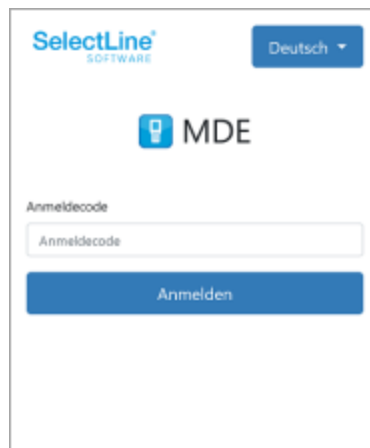 SelectLine
SOFTWARE
Deutsch
MDE
Anmeldecode
Anmeldecode
Anmelden